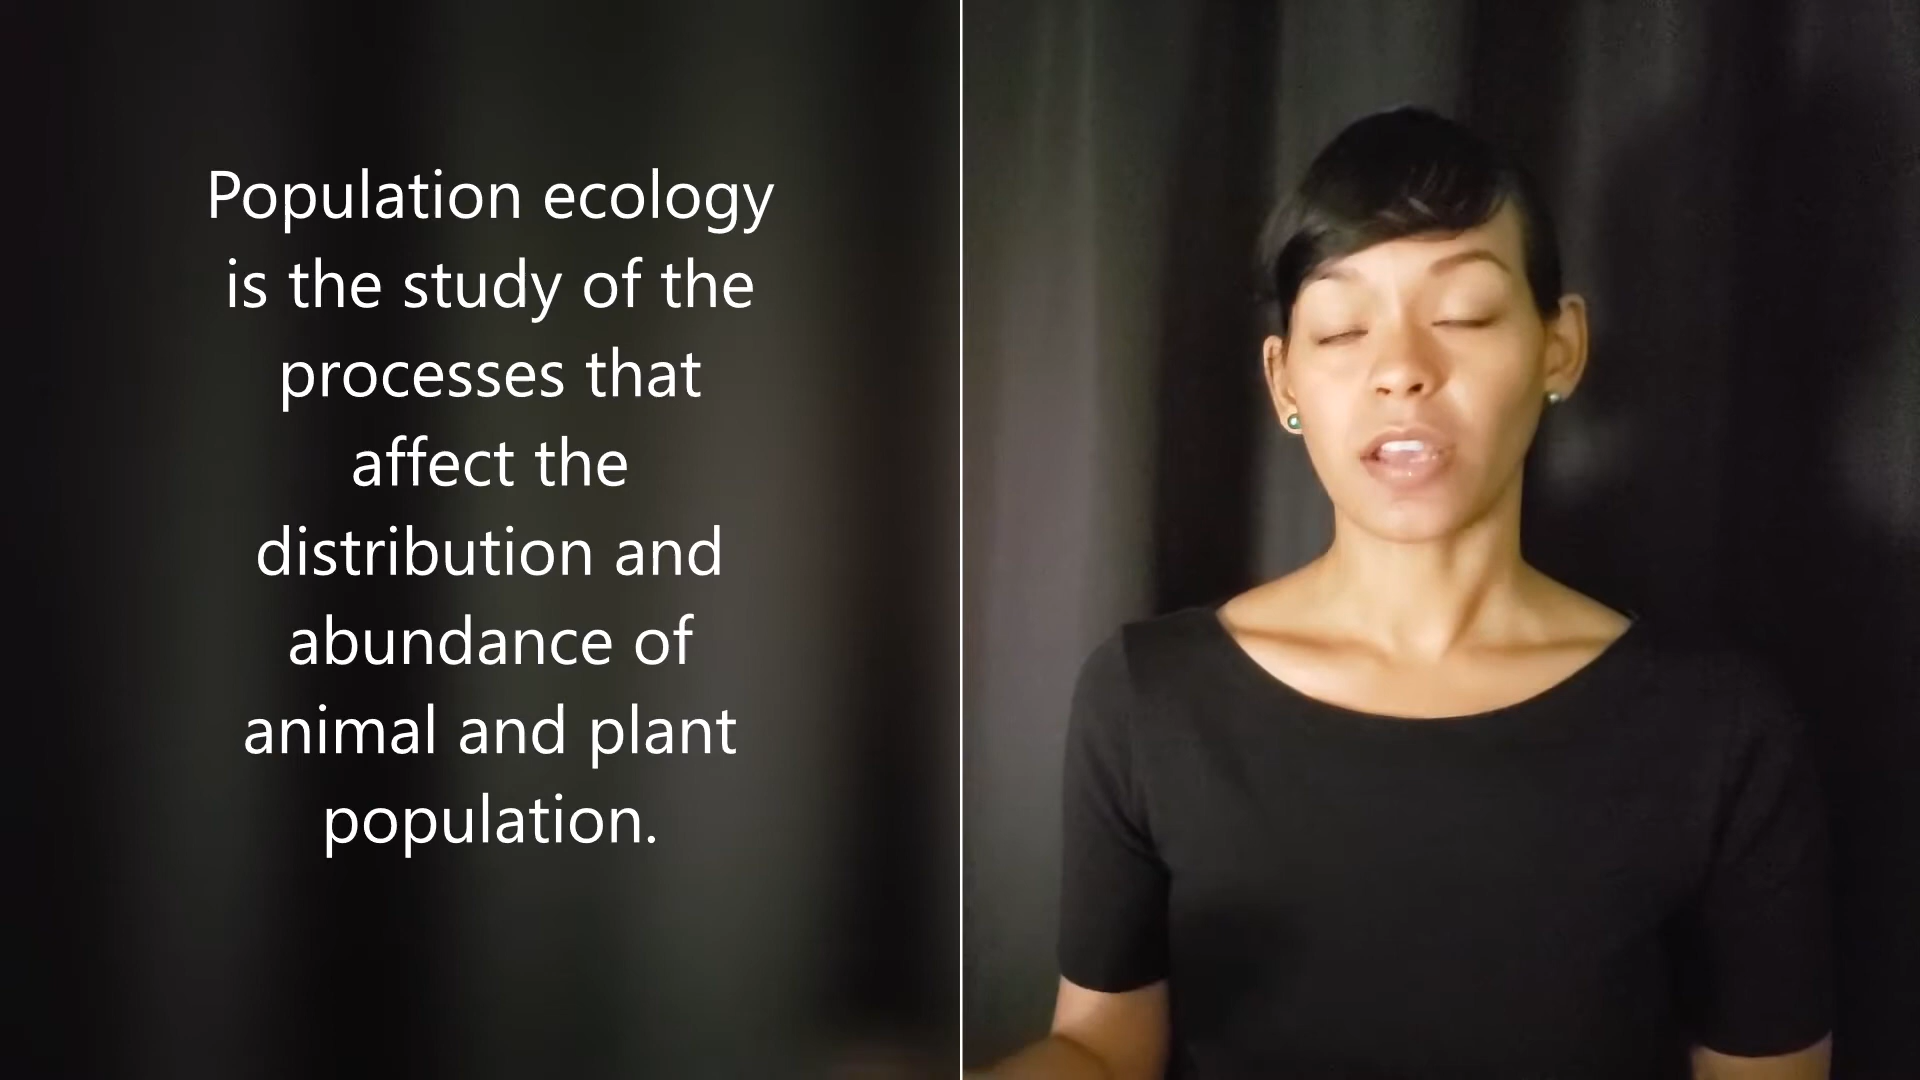 Population ecology
is the study of the
processes that
affect the
distribution and
abundance of
animal and plant
population.